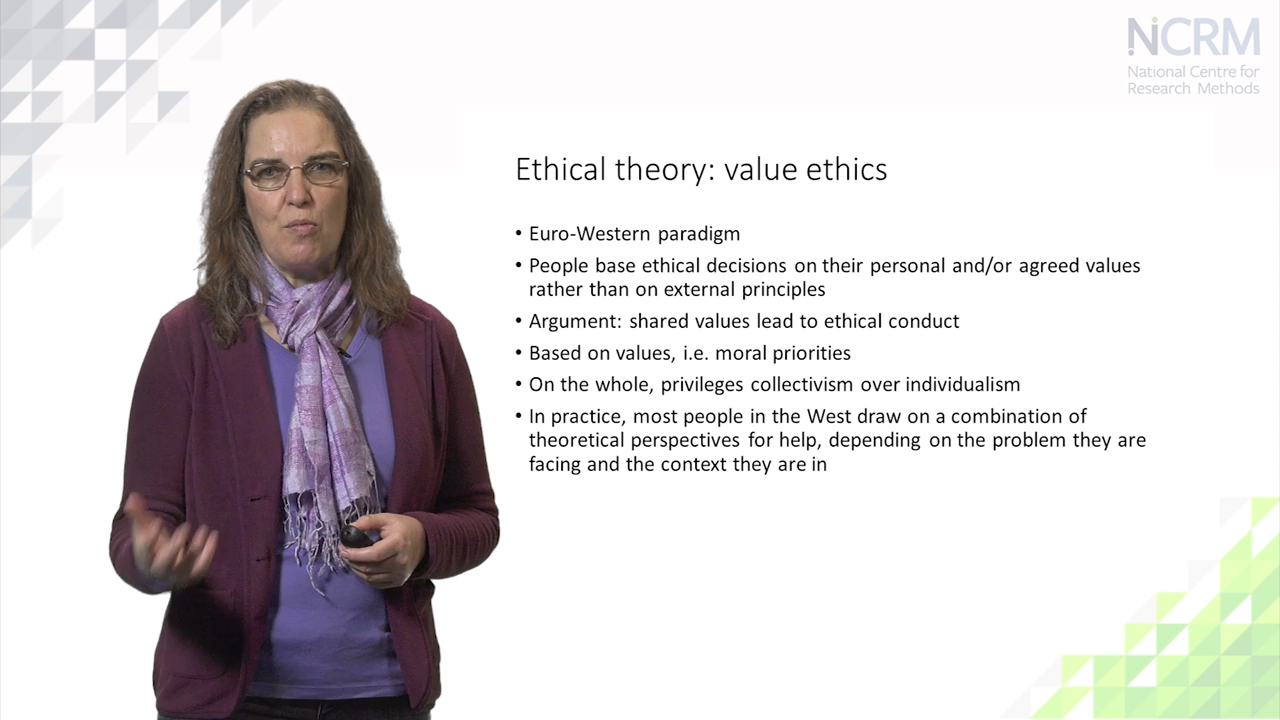 NCRM
National Centre for
Research Methods
Ethical theory: value ethics
• Euro-Western paradigm
• People base ethical decisions on their personal and/or agreed values
rather than on external principles
• Argument: shared values lead to ethical conduct
• Based on values, i.e. moral priorities
• On the whole, privileges collectivism over individualism
• In practice, most people in the West draw on a combination of
theoretical perspectives for help, depending on the problem they are
facing and the context they are in